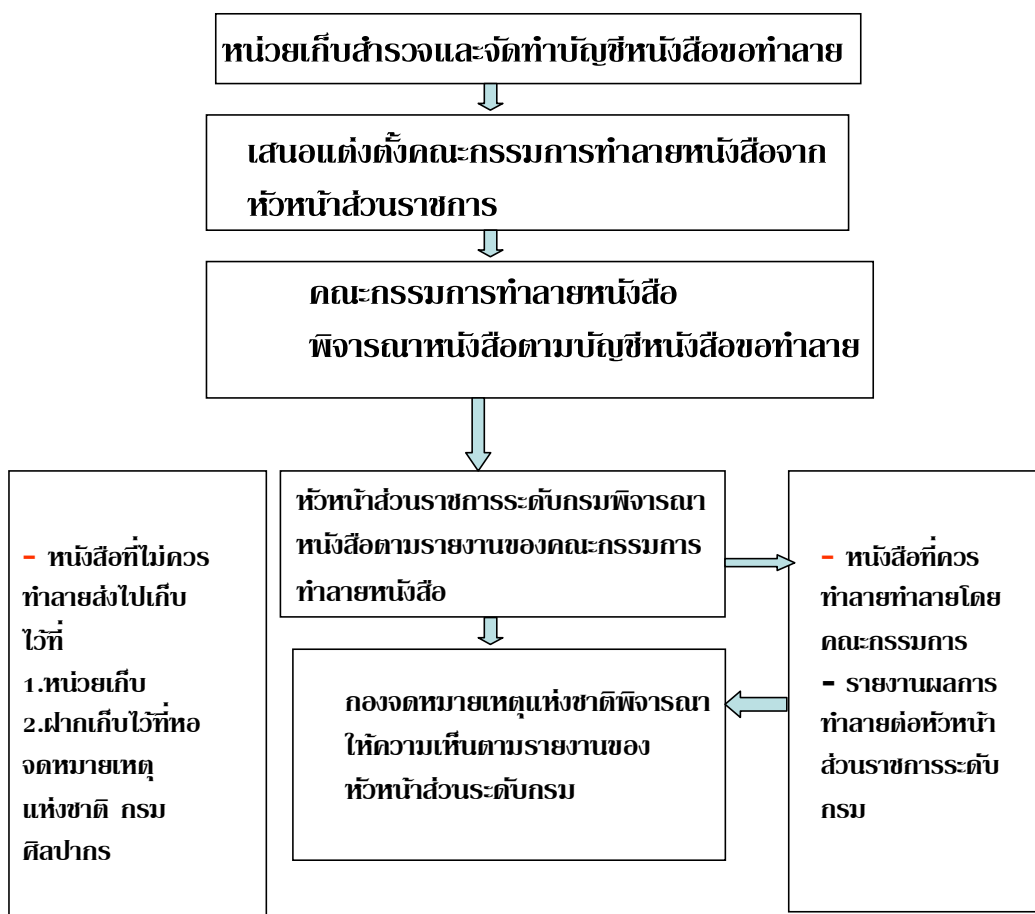 หน่วยเก็บสำรวจและจัดทำบัญชีหนังสือขอทำลาย
เสนอแต่งตั้งคณะกรรมการทำลายหนังสือจาก
หัวหน้าส่วนราชการ
คณะกรรมการทำลายหนังสือ
พิจารณาหนังสือตามบัญชีหนังสือขอทำลาย
- หนังสือที่ไม่ควร
ทำลายส่งไปเก็บ
ไว้ที่
1.หน่วยเก็บ
2.ฝากเก็บไว้ที่หอ
จดหมายเหตุ
แห่งชาติ กรม
ศิลปากร
หัวหน้าส่วนราชการระดับกรมพิจารณา
หนังสือตามรายงานของคณะกรรมการ
ทำลายหนังสือ
กองจดหมายเหตุแห่งชาติพิจารณา
ให้ความเห็นตามรายงานของ
หัวหน้าส่วนระดับกรม
- หนังสือที่ควร
ทำลายทำลายโดย
คณะกรรมการ
- รายงานผลการ
ทำลายต่อหัวหน้า
ส่วนราชการระดับ
กรม